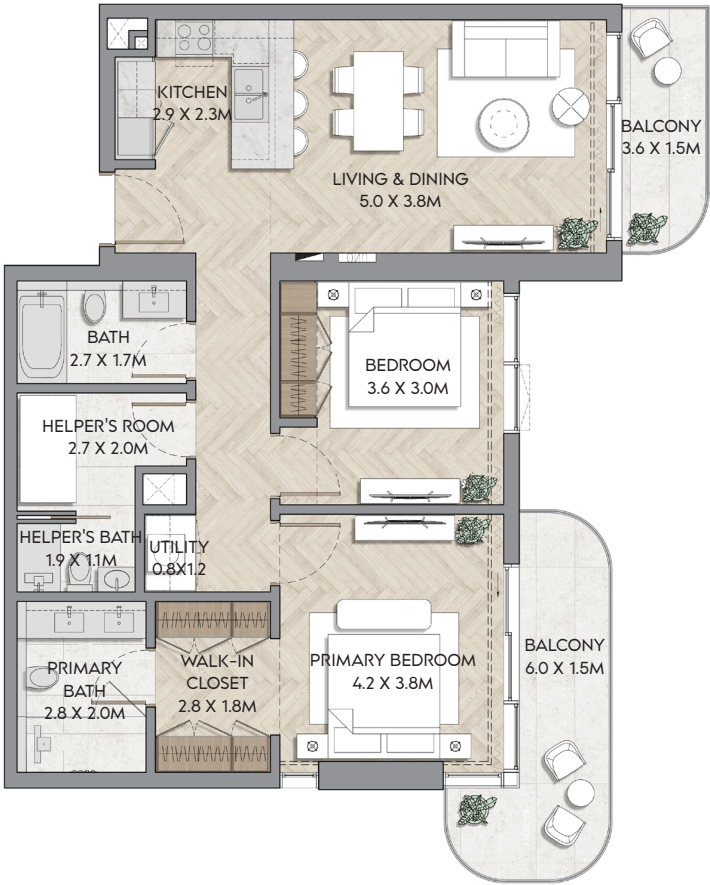 KITCHEN
2.9 X 2.3M
BALCONY
3.6 X 1.5M
LIVING & DINING
5.0 X 3.8M
BATH
2.7 X 1.7M
BEDROOM
3.6 X 3.0M
HELPER'S ROOM
2.7 X 2.0M
HELPER'S BATH
1.9 X 1.1M
UTILITY
0.8X1.2
PRIMARY
BATH
2.8 X 2.0M
WALK-IN
CLOSET
2.8 X 1.8M
PRIMARY BEDROOM
4.2 X 3.8M
BALCONY
6.0 X 1.5M